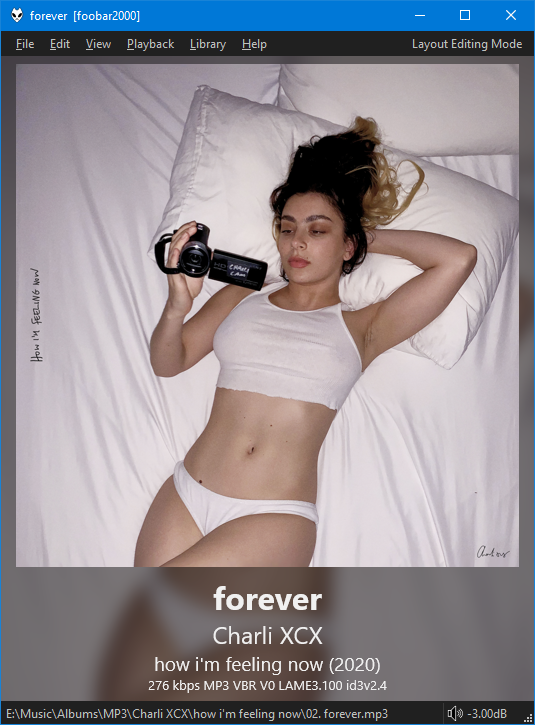 forever [foobar2000]
File Edit View Playback Library Help Layout Editing Mode
HOW I'M FEELING NOW
CHARLI
CAM
forever
Charli XCX
how i'm feeling now (2020)
276 kbps MP3 VBR V0 LAME3.100 id3v2.4
E:\Music\Albums\MP3\Charli XCX\how i'm feeling now\02. forever.mp3 -3.00dB